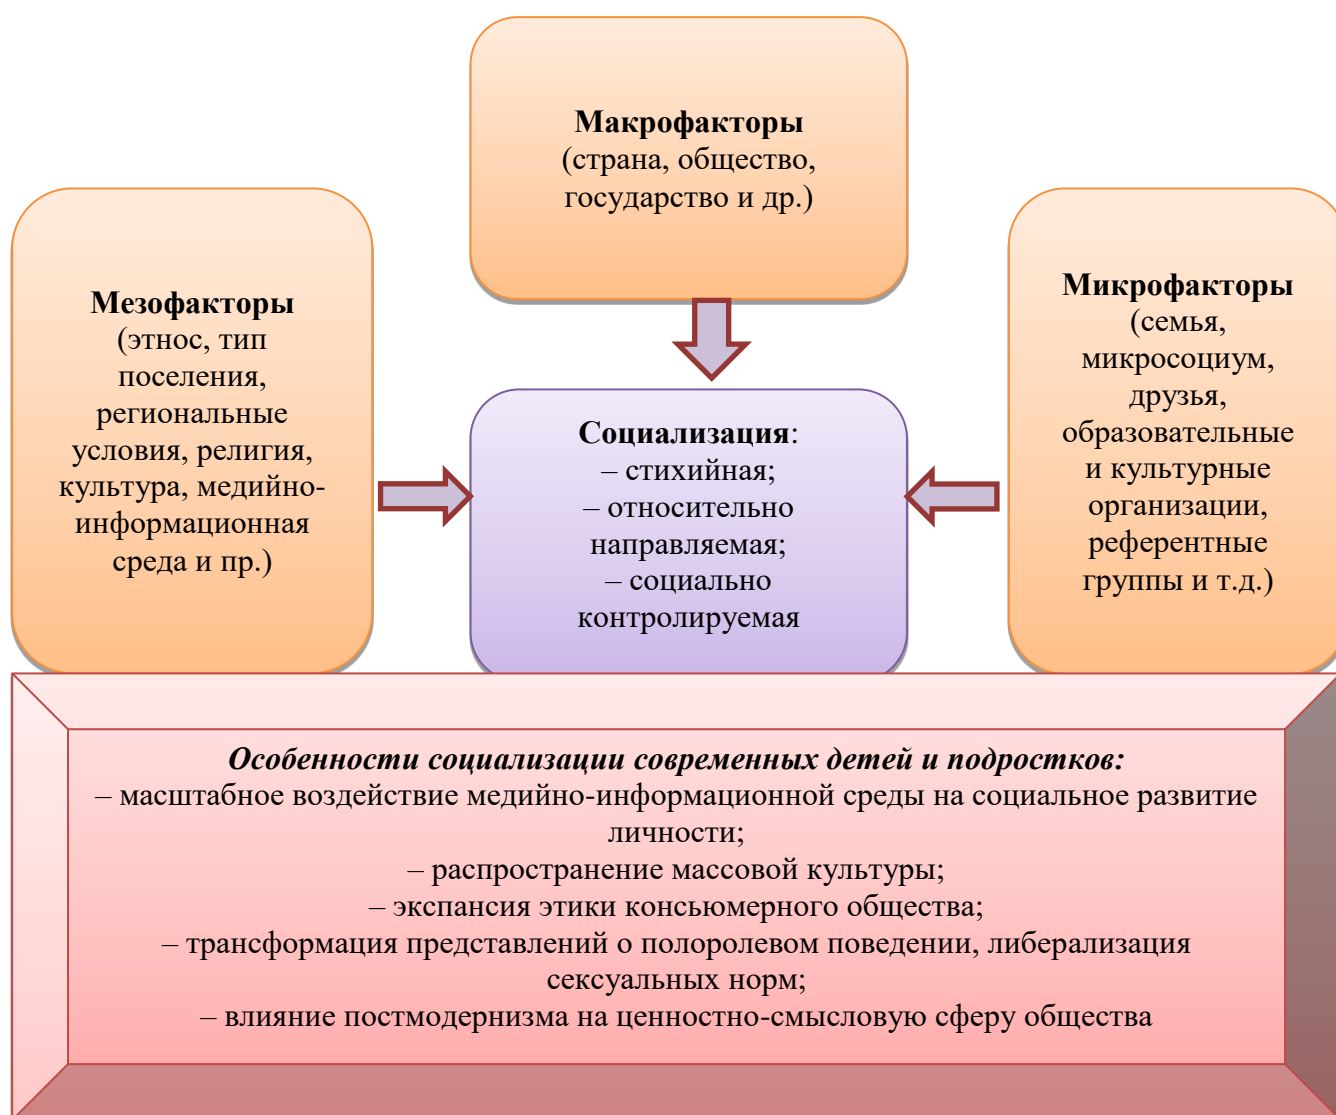 Макрофакторы
(страна, общество,
государство и др.)
Мезофакторы
(этнос, тип
поселения,
региональные
условия, религия,
культура, медийно-
информационная
среда и пр.)
Микрофакторы
(семья,
микросоциум,
друзья,
образовательные
и культурные
организации,
референтные
группы и т.д.)
Социализация:
– стихийная;
– относительно
направляемая;
– социально
контролируемая
Особенности социализации современных детей и подростков:
– масштабное воздействие медийно-информационной среды на социальное развитие
личности;
– распространение массовой культуры;
– экспансия этики консьюмерного общества;
– трансформация представлений о полоролевом поведении, либерализация
сексуальных норм;
– влияние постмодернизма на ценностно-смысловую сферу общества